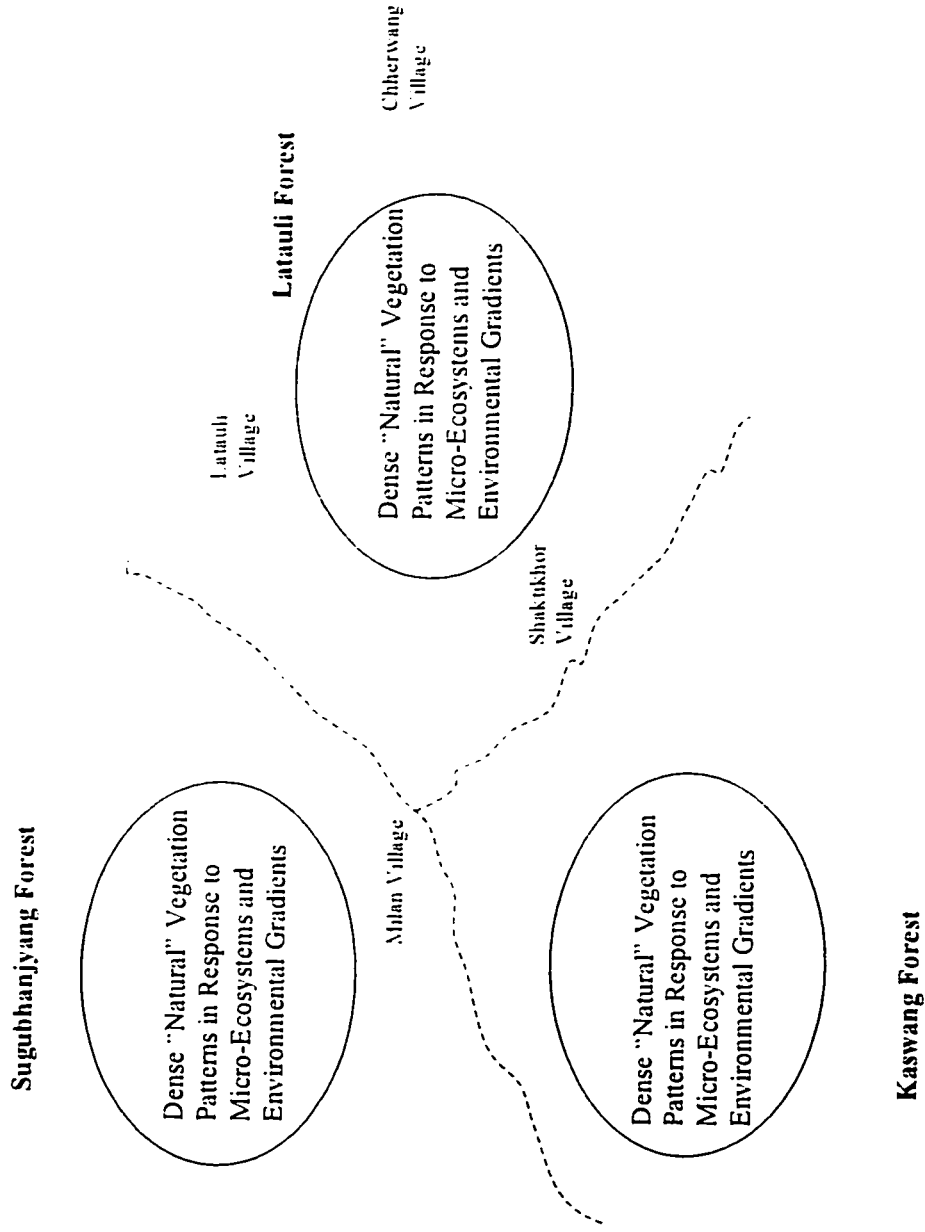 Sugubhanjyang Forest
Dense "Natural" Vegetation
Patterns in Response to
Micro-Ecosystems and
Environmental Gradients
Latauli
Village
Latauli Forest
Milan Village
Dense "Natural" Vegetation
Patterns in Response to
Micro-Ecosystems and
Environmental Gradients
Chherwang
Village
Shaktikhor
Village
Dense "Natural" Vegetation
Patterns in Response to
Micro-Ecosystems and
Environmental Gradients
Kaswang Forest